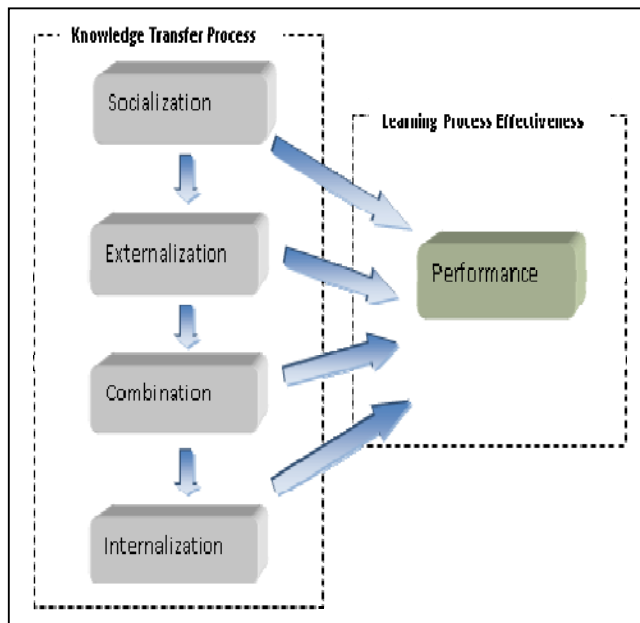 Knowledge Transfer Process
Socialization
Externalization
Combination
Internalization
Learning Process Effectiveness
Performance